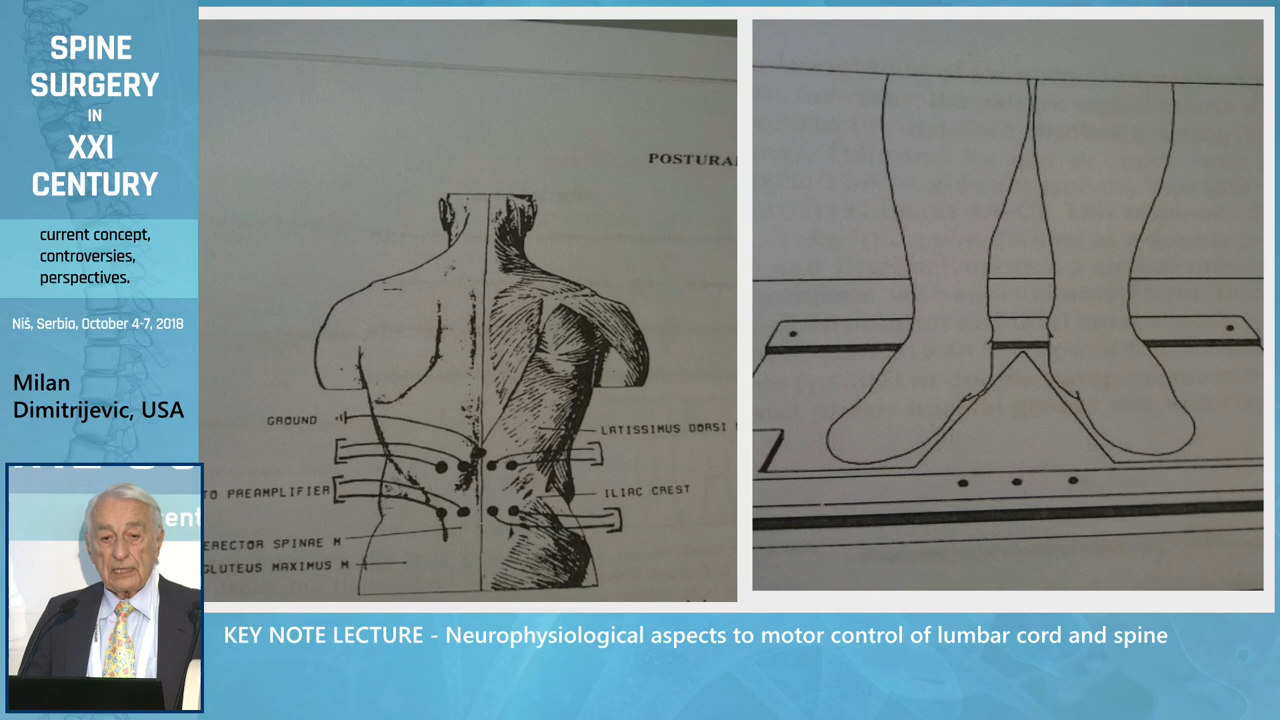 SPINE
SURGERY
IN
XXI
CENTURY
current concept,
controversies,
perspectives.
Niš, Serbia, October 4-7, 2018
Milan
Dimitrijevic, USA
ent
POSTURA
GROUND
LATISSIMUS DORSI
TO PREAMPLIFIER
ILIAC CREST
ERECTOR SPINAE M
GLUTEUS MAXIMUS M
KEY NOTE LECTURE - Neurophysiological aspects to motor control of lumbar cord and spine